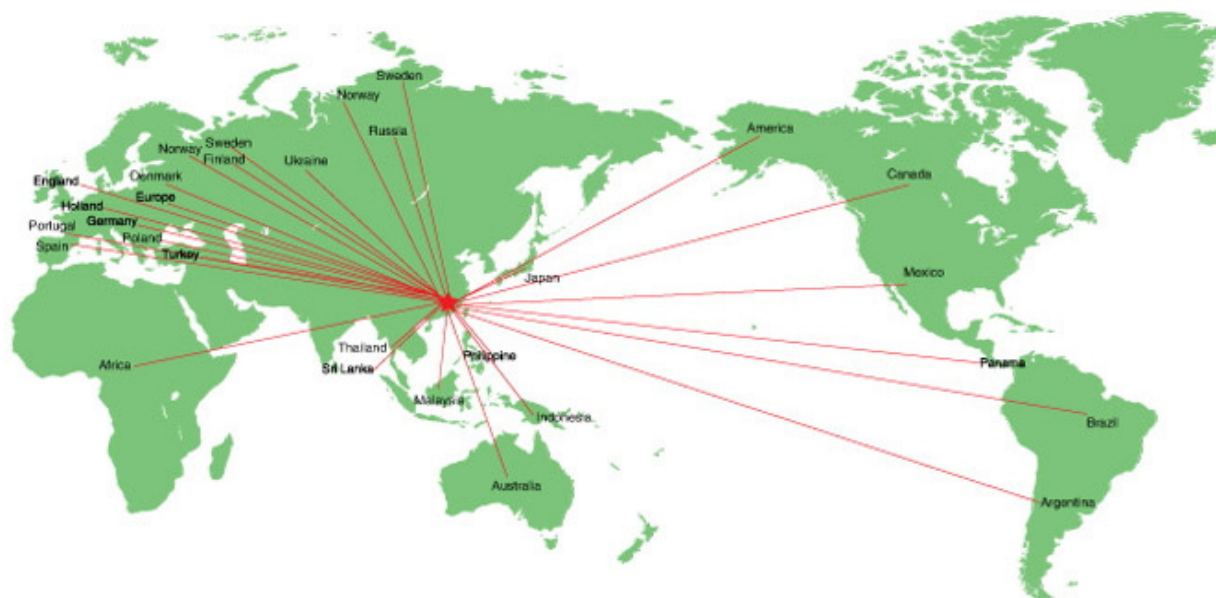 Sweden
Norway
Russia
America
Norway
Sweden
Finland
Ukraine
Canada
England
Denmark
Europe
Holland
Germany
Portugal
Poland
Spain
Turkey
Japan
Mexico
Thailand
Philippine
Africa
Sri Lanka
Panama
Malaysia
Indonesia
Brazil
Australia
Argentina